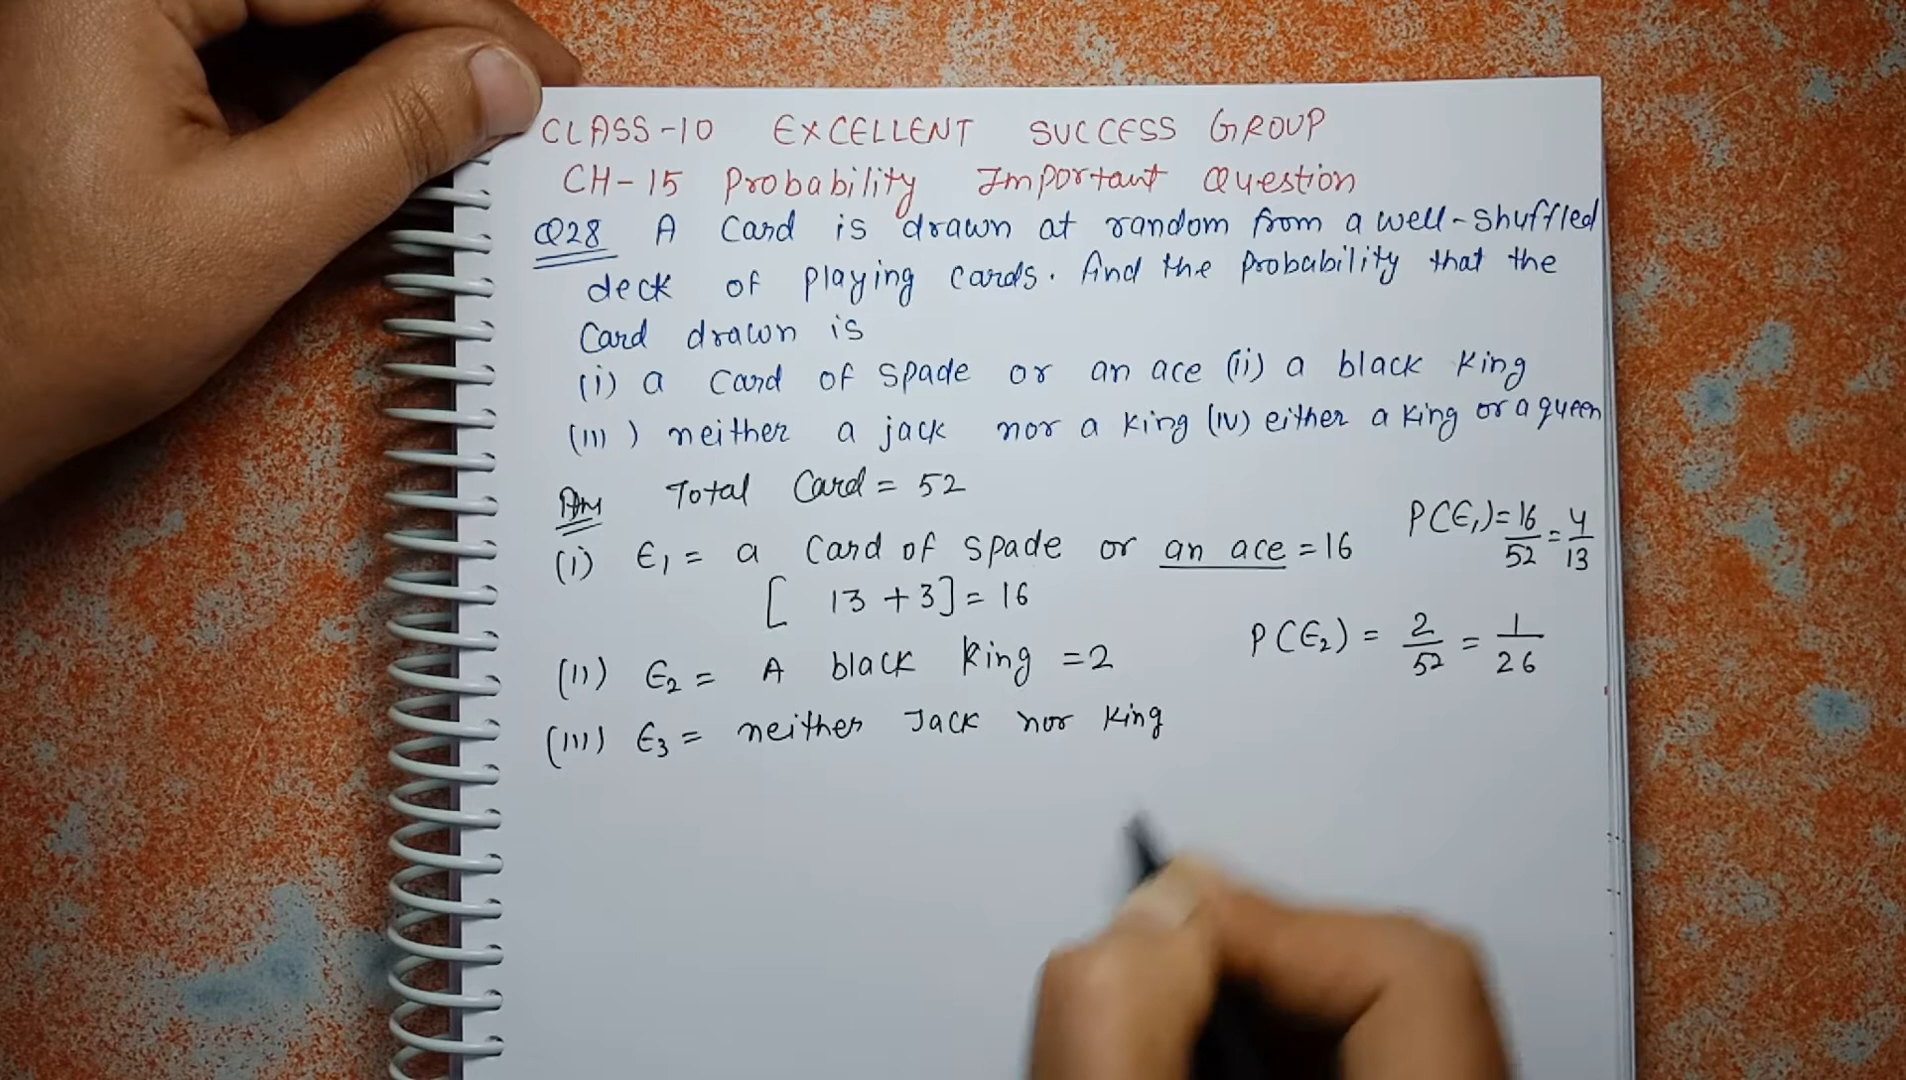 CLASS-10 EXCELLENT SUCCESS GROUP
CH-15 Probability Important Question
Q28 A Card is drawn at random from a well-shuffled
deck of playing cards. find the probability that the
Card drawn is
(i) a card of spade or an ace (ii) a black king
(III) neither a jack nor a king (IV) either a king or a queen
Ans Total Card = 52
(i) E₁ = a card of spade or an ace = 16 P(E₁) = 16/52 = 4/13
[ 13 + 3] = 16
(II) E₂ = A black king = 2 P(E₂) = 2/52 = 1/26
(III) E₃ = neither Jack nor king